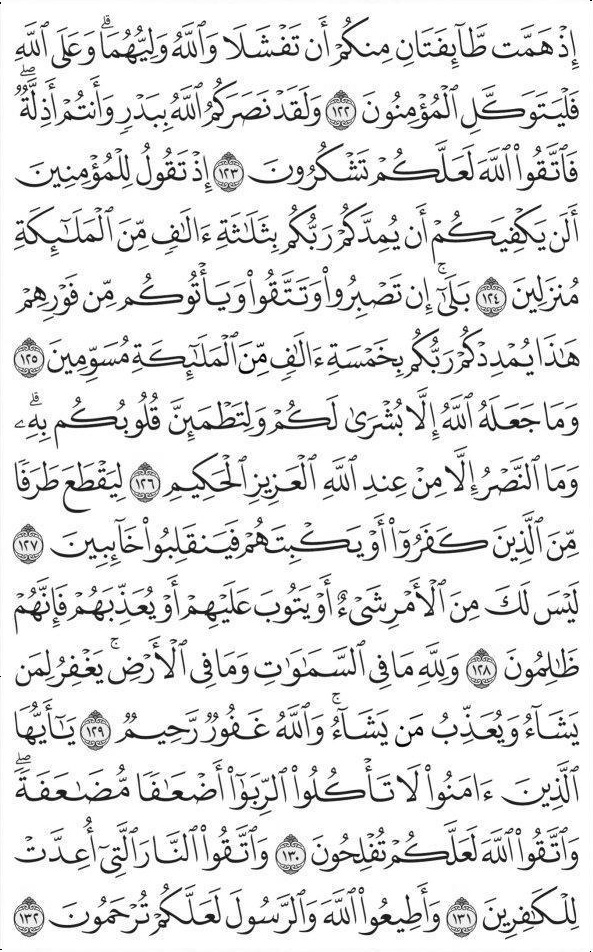 إِذْ هَمَّت طَّآئِفَتَانِ مِنكُمْ أَن تَفْشَلَا وَٱللَّهُ وَلِيُّهُمَا ۗ وَعَلَى ٱللَّهِ
فَلْيَتَوَكَّلِ ٱلْمُؤْمِنُونَ ١٢٢ وَلَقَدْ نَصَرَكُمُ ٱللَّهُ بِبَدْرٍ وَأَنتُمْ أَذِلَّةٌ ۖ
فَٱتَّقُوا۟ ٱللَّهَ لَعَلَّكُمْ تَشْكُرُونَ ١٢٣ إِذْ تَقُولُ لِلْمُؤْمِنِينَ
أَلَن يَكْفِيَكُمْ أَن يُمِدَّكُمْ رَبُّكُم بِثَلَـٰثَةِ ءَالَـٰفٍ مِّنَ ٱلْمَلَـٰٓئِكَةِ
مُنزَلِينَ ١٢٤ بَلَىٰٓ ۚ إِن تَصْبِرُوا۟ وَتَتَّقُوا۟ وَيَأْتُوكُم مِّن فَوْرِهِمْ
هَـٰذَا يُمْدِدْكُمْ رَبُّكُم بِخَمْسَةِ ءَالَـٰفٍ مِّنَ ٱلْمَلَـٰٓئِكَةِ مُسَوِّمِينَ ١٢٥
وَمَا جَعَلَهُ ٱللَّهُ إِلَّا بُشْرَىٰ لَكُمْ وَلِتَطْمَئِنَّ قُلُوبُكُم بِهِۦ ۗ
وَمَا ٱلنَّصْرُ إِلَّا مِنْ عِندِ ٱللَّهِ ٱلْعَزِيزِ ٱلْحَكِيمِ ١٢٦ لِيَقْطَعَ طَرَفًا
مِّنَ ٱلَّذِينَ كَفَرُوٓا۟ أَوْ يَكْبِتَهُمْ فَيَنقَلِبُوا۟ خَآئِبِينَ ١٢٧
لَيْسَ لَكَ مِنَ ٱلْأَمْرِ شَىْءٌ أَوْ يَتُوبَ عَلَيْهِمْ أَوْ يُعَذِّبَهُمْ فَإِنَّهُمْ
ظَـٰلِمُونَ ١٢٨ وَلِلَّهِ مَا فِى ٱلسَّمَـٰوَٰتِ وَمَا فِى ٱلْأَرْضِ ۚ يَغْفِرُ لِمَن
يَشَآءُ وَيُعَذِّبُ مَن يَشَآءُ ۚ وَٱللَّهُ غَفُورٌ رَّحِيمٌ ١٢٩ يَـٰٓأَيُّهَا
ٱلَّذِينَ ءَامَنُوا۟ لَا تَأْكُلُوا۟ ٱلرِّبَوٰٓا۟ أَضْعَـٰفًا مُّضَـٰعَفَةً ۖ
وَٱتَّقُوا۟ ٱللَّهَ لَعَلَّكُمْ تُفْلِحُونَ ١٣٠ وَٱتَّقُوا۟ ٱلنَّارَ ٱلَّتِىٓ أُعِدَّتْ
لِلْكَـٰفِرِينَ ١٣١ وَأَطِيعُوا۟ ٱللَّهَ وَٱلرَّسُولَ لَعَلَّكُمْ تُرْحَمُونَ ١٣٢